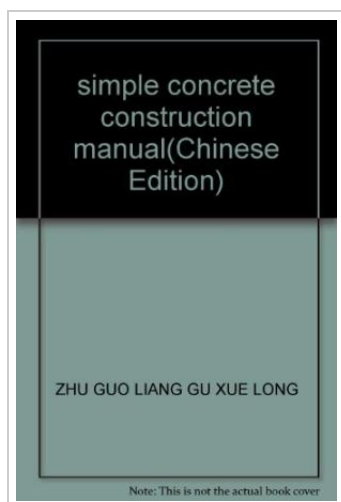 simple concrete
construction
manual(Chinese
Edition)
ZHU GUO LIANG GU XUE LONG
Note: This is not the actual book cover